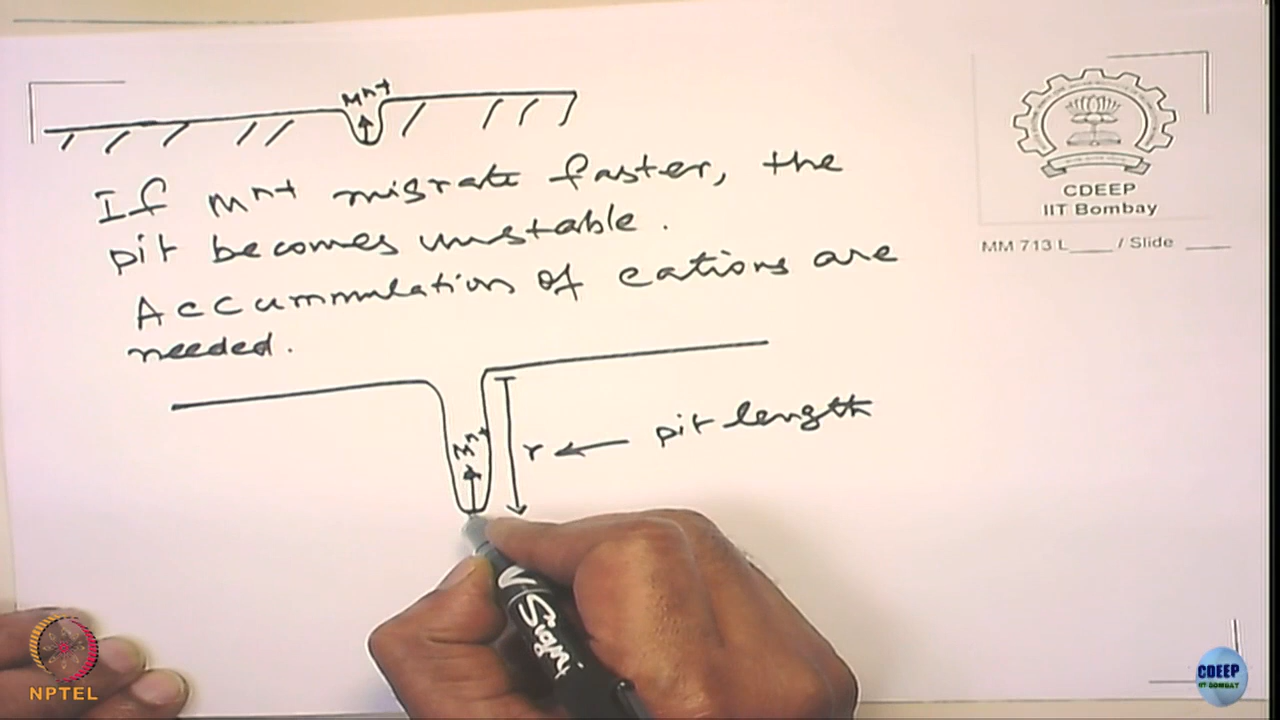 Mn+
If Mn+ migrate faster, the
pit becomes unstable.
Accummulation of cations are
needed.
Mn+
r ← pit length
CDEEP
IIT Bombay
MM 713 L____ / Slide ____
Signi
NPTEL
CDEEP
IIT BOMBAY